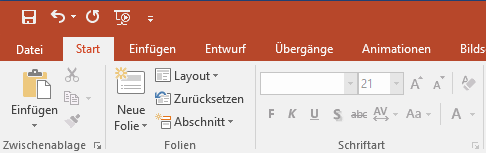 Datei Start Einfügen Entwurf Übergänge Animationen Bilds
Einfügen
Zwischenablage
Neue Folie
Layout
Zurücksetzen
Abschnitt
Folien
21 A A
F K U S abc AV Aa A
Schriftart